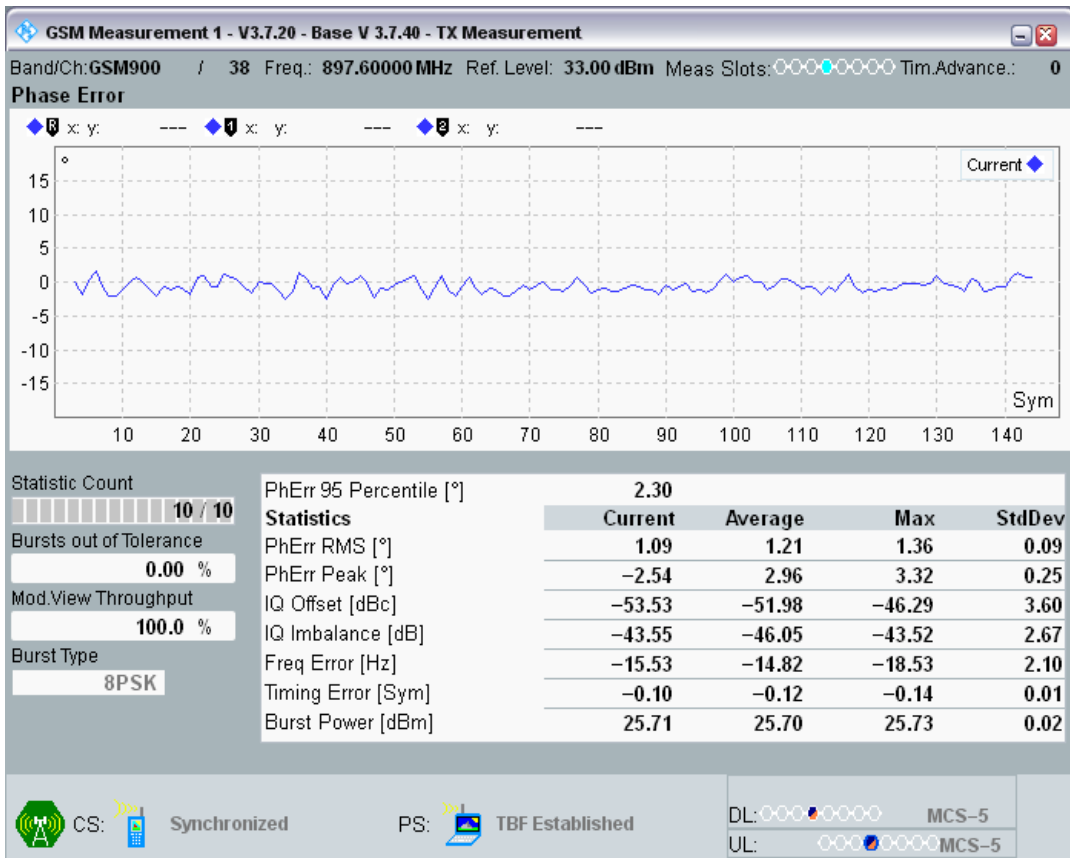 GSM Measurement 1 - V3.7.20 - Base V 3.7.40 - TX Measurement
Band/Ch:GSM900 / 38 Freq.: 897.60000 MHz Ref. Level: 33.00 dBm Meas Slots: Tim.Advance.: 0
Phase Error
R x: y: --- 1 x: y: --- 2 x: y: ---
° Current
15
10
5
0
-5
-10
-15
Sym
10 20 30 40 50 60 70 80 90 100 110 120 130 140
Statistic Count
10 / 10
Bursts out of Tolerance
0.00 %
Mod.View Throughput
100.0 %
Burst Type
8PSK
PhErr 95 Percentile [°] 2.30
Statistics Current Average Max StdDev
PhErr RMS [°] 1.09 1.21 1.36 0.09
PhErr Peak [°] −2.54 2.96 3.32 0.25
IQ Offset [dBc] −53.53 −51.98 −46.29 3.60
IQ Imbalance [dB] −43.55 −46.05 −43.52 2.67
Freq Error [Hz] −15.53 −14.82 −18.53 2.10
Timing Error [Sym] −0.10 −0.12 −0.14 0.01
Burst Power [dBm] 25.71 25.70 25.73 0.02
CS: Synchronized PS: TBF Established
DL: MCS−5
UL: MCS−5